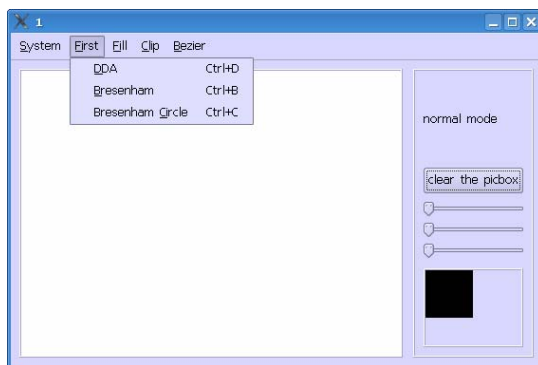 1
System First Fill Clip Bezier
DDA Ctrl+D
Bresenham Ctrl+B
Bresenham Circle Ctrl+C
normal mode
clear the picbox